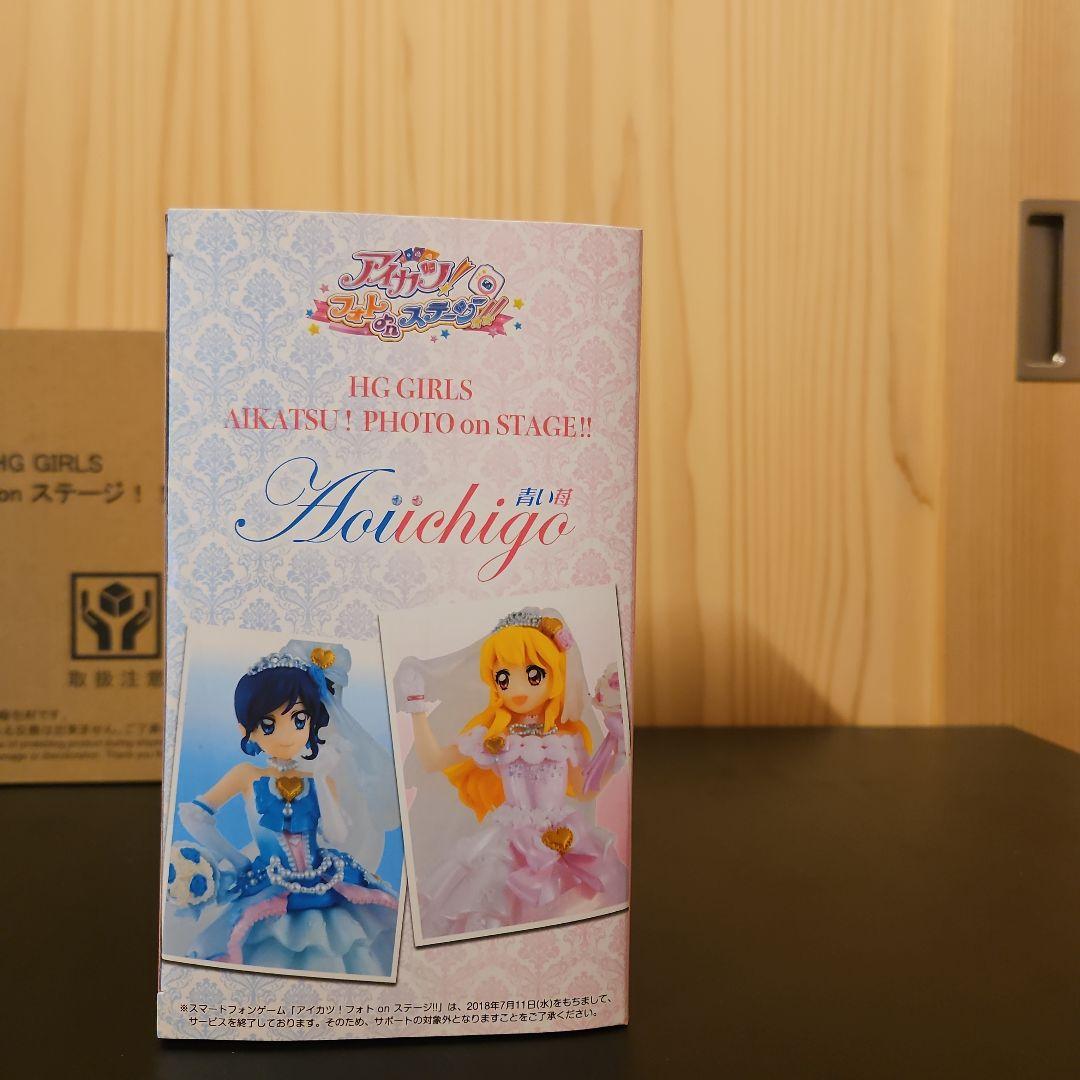 アイカツ!
フォト on ステージ!!
HG GIRLS
AIKATSU! PHOTO on STAGE!!
青い苺
Aoiichigo
※スマートフォンゲーム「アイカツ!フォト on ステージ!!」は、2018年7月11日(水)をもちまして、
サービスを終了しております。そのため、サポートの対象外となりますことをご了承ください。
HG GIRLS
on ステージ!
取扱注意